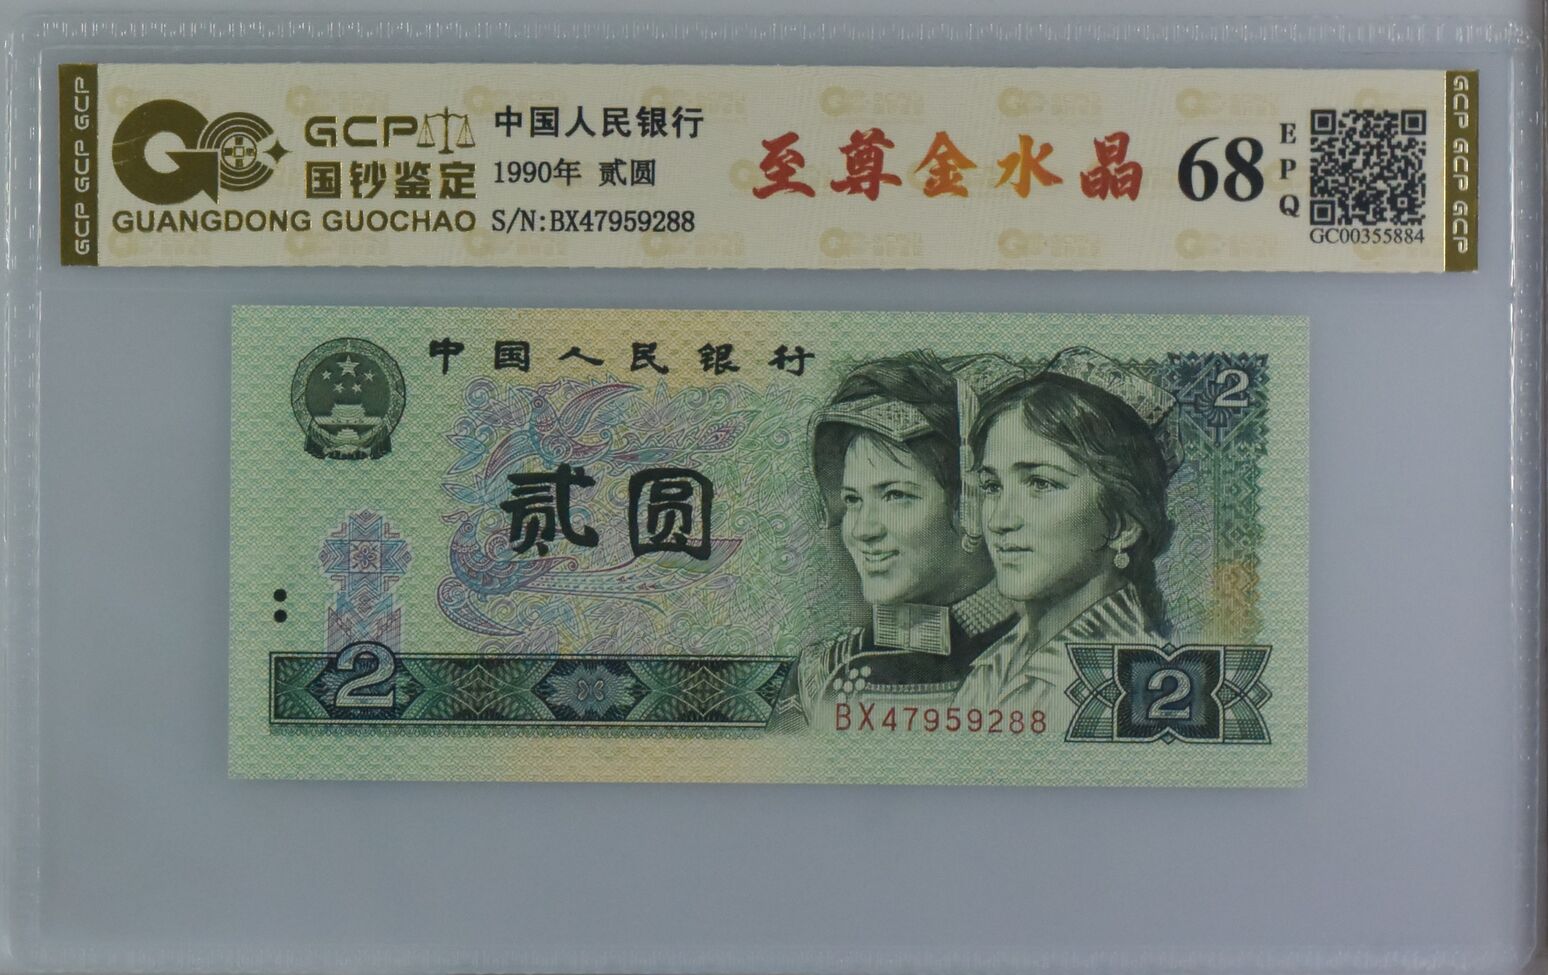 GCP
国钞鉴定
GUANGDONG GUOCHAO
中国人民银行
1990年 贰圆
S/N:BX47959288
至尊金水晶
68
EPQ
GC00355884
GCP GCP GCP
GCP GCP GCP
中国人民银行
2
贰圆
2
BX47959288
2